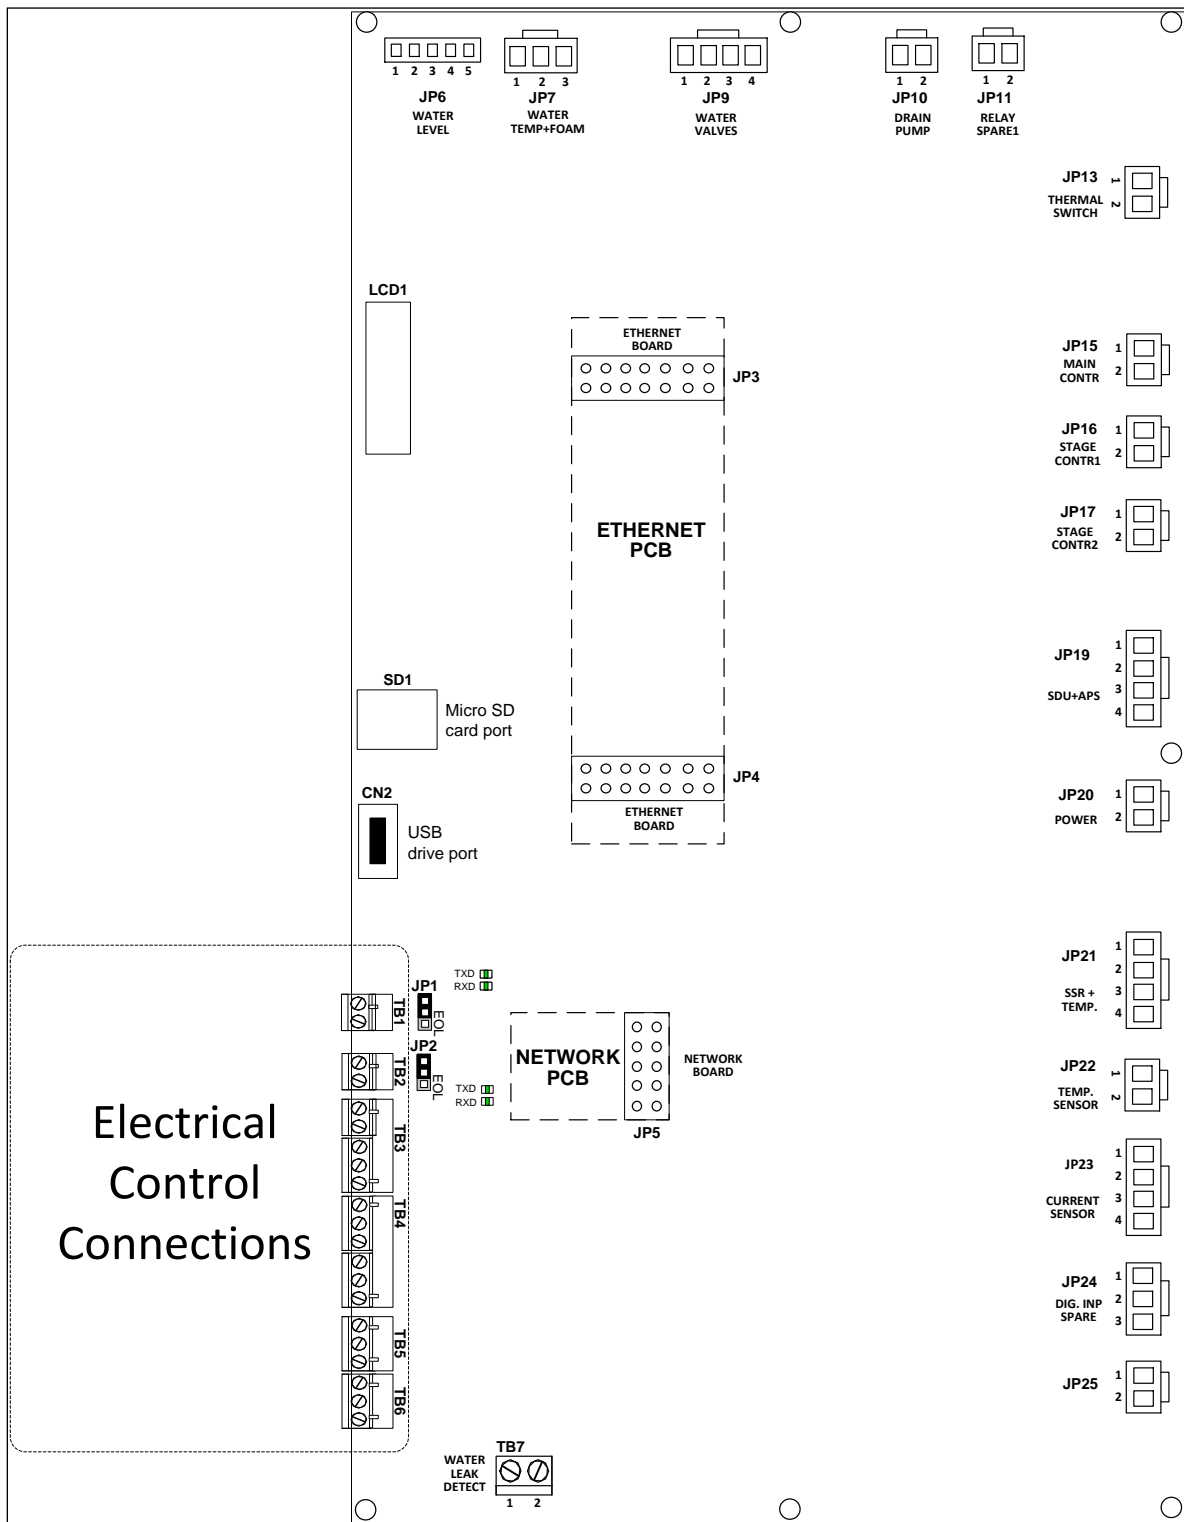 1 2 3 4 5
JP6
WATER
LEVEL
1 2 3
JP7
WATER
TEMP+FOAM
1 2 3 4
JP9
WATER
VALVES
1 2
JP10
DRAIN
PUMP
1 2
JP11
RELAY
SPARE1
JP13
THERMAL
SWITCH
1
2
LCD1
ETHERNET
BOARD
JP3
JP15
MAIN
CONTR
1
2
JP16
STAGE
CONTR1
1
2
ETHERNET
PCB
JP17
STAGE
CONTR2
1
2
JP19
SDU+APS
1
2
3
4
SD1
Micro SD
card port
JP4
ETHERNET
BOARD
CN2
USB
drive port
JP20
POWER
1
2
JP21
SSR +
TEMP.
1
2
3
4
TXD
RXD
TB1
JP1
EOL
TB2
JP2
EOL
TXD
RXD
NETWORK
PCB
NETWORK
BOARD
JP5
JP22
TEMP.
SENSOR
1
2
Electrical
Control
Connections
TB3
TB4
TB5
TB6
JP23
CURRENT
SENSOR
1
2
3
4
JP24
DIG. INP
SPARE
1
2
3
JP25
1
2
TB7
WATER
LEAK
DETECT
1 2